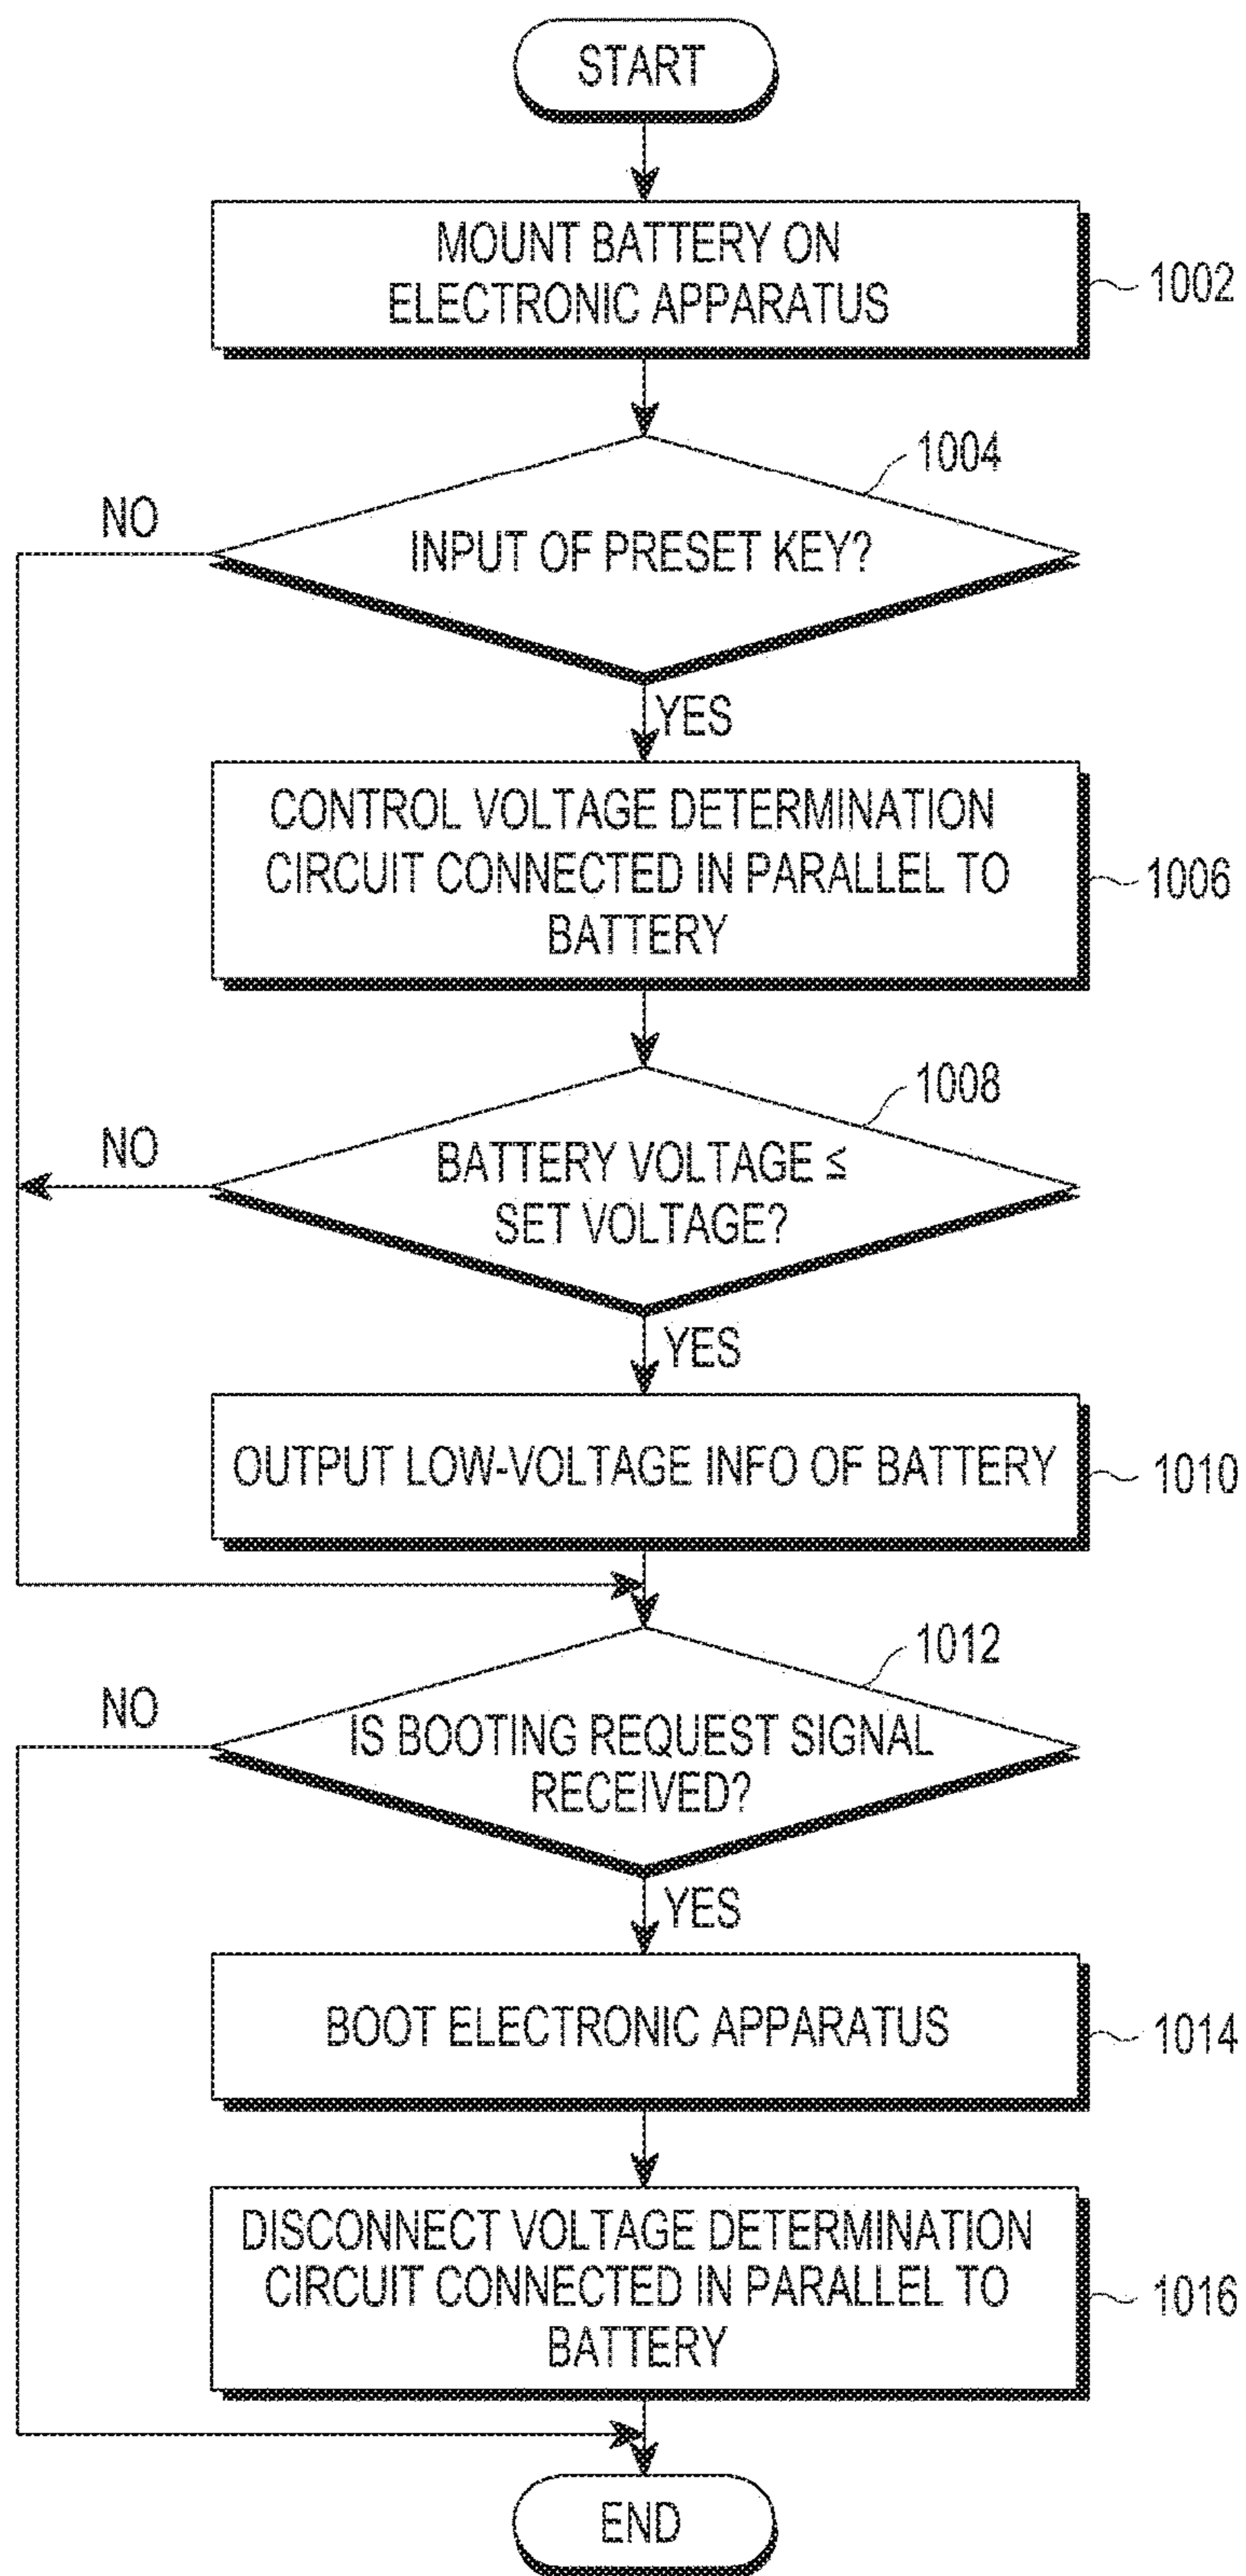 START
MOUNT BATTERY ON
ELECTRONIC APPARATUS
1002
1004
NO
INPUT OF PRESET KEY?
YES
CONTROL VOLTAGE DETERMINATION
CIRCUIT CONNECTED IN PARALLEL TO
BATTERY
1006
1008
NO
BATTERY VOLTAGE ≤
SET VOLTAGE?
YES
OUTPUT LOW-VOLTAGE INFO OF BATTERY
1010
1012
NO
IS BOOTING REQUEST SIGNAL
RECEIVED?
YES
BOOT ELECTRONIC APPARATUS
1014
DISCONNECT VOLTAGE DETERMINATION
CIRCUIT CONNECTED IN PARALLEL TO
BATTERY
1016
END